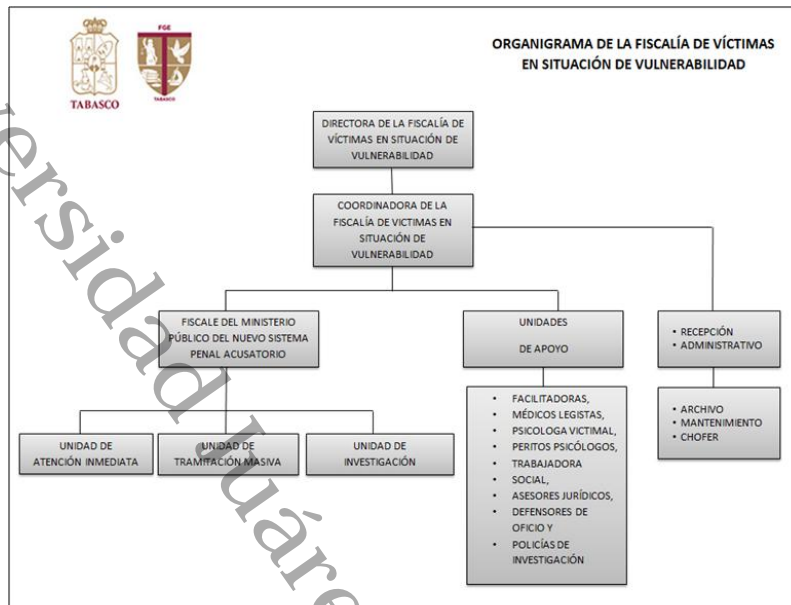 ORGANIGRAMA DE LA FISCALÍA DE VÍCTIMAS
EN SITUACIÓN DE VULNERABILIDAD
TABASCO
FGE
TABASCO
DIRECTORA DE LA FISCALÍA DE
VÍCTIMAS EN SITUACIÓN DE
VULNERABILIDAD
COORDINADORA DE LA
FISCALÍA DE VICTIMAS EN
SITUACIÓN DE
VULNERABILIDAD
FISCALE DEL MINISTERIO
PÚBLICO DEL NUEVO SISTEMA
PENAL ACUSATORIO
UNIDADES
DE APOYO
• RECEPCIÓN
• ADMINISTRATIVO
UNIDAD DE
ATENCIÓN INMEDIATA
UNIDAD DE
TRAMITACIÓN MASIVA
UNIDAD DE
INVESTIGACIÓN
• FACILITADORAS,
• MÉDICOS LEGISTAS,
• PSICOLOGA VICTIMAL,
• PERITOS PSICÓLOGOS,
• TRABAJADORA
• SOCIAL,
• ASESORES JURÍDICOS,
• DEFENSORES DE
• OFICIO Y
• POLICÍAS DE
INVESTIGACIÓN
• ARCHIVO
• MANTENIMIENTO
• CHOFER
versidad Juáre